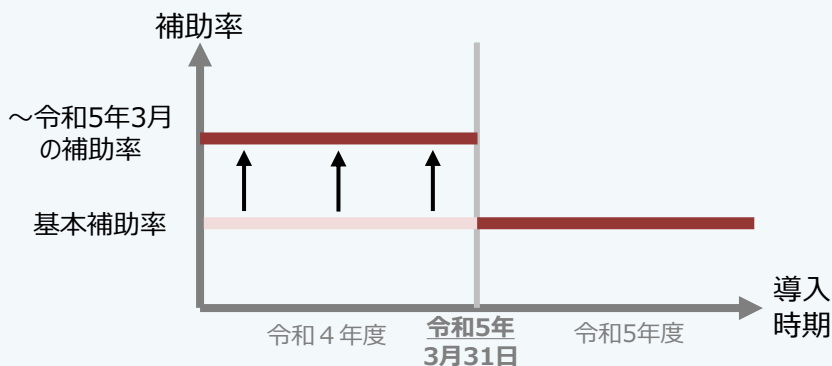 補助率
～令和5年3月
の補助率
基本補助率
導入
時期
令和４年度
令和5年
3月31日
令和5年度